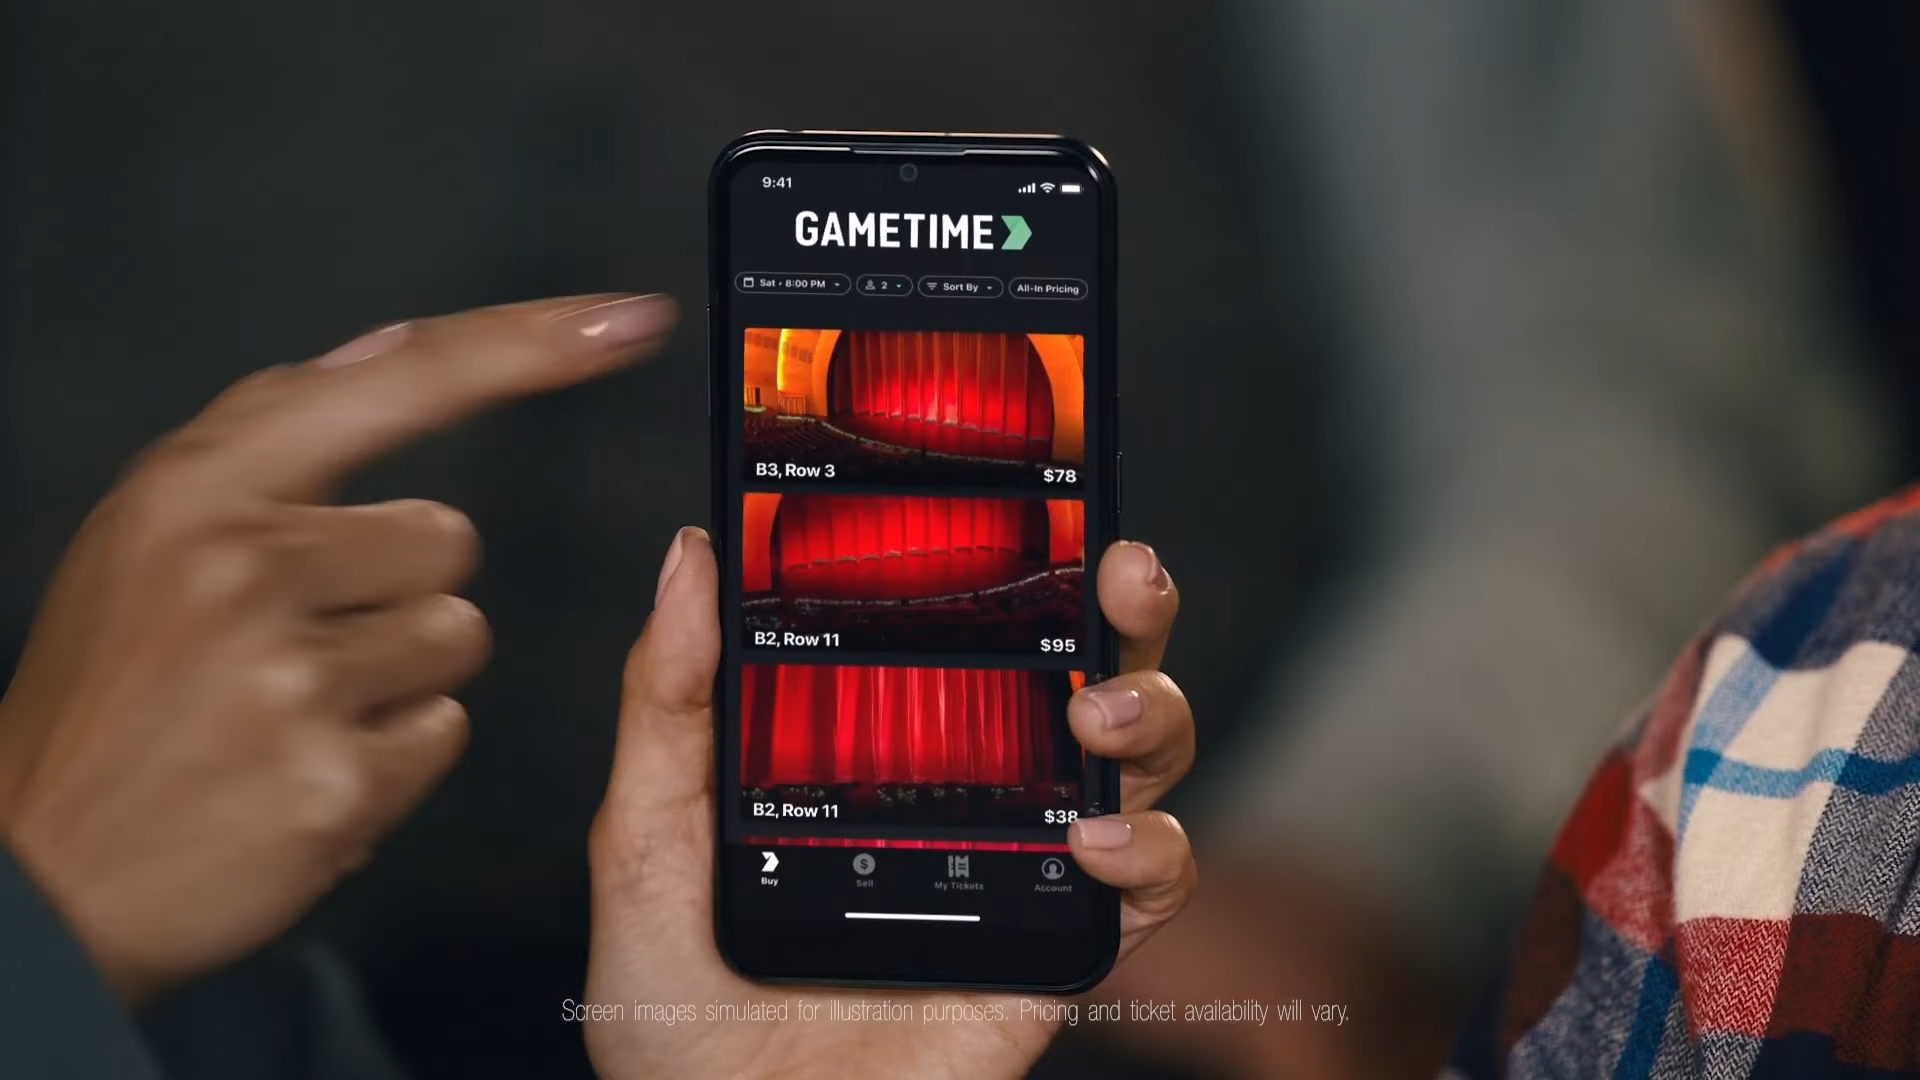 9:41
GAMETIME
Sat • 8:00 PM 2 Sort By All-In Pricing
B3, Row 3 $78
B2, Row 11 $95
B2, Row 11 $38
Buy Sell My Tickets Account
Screen images simulated for illustration purposes. Pricing and ticket availability will vary.